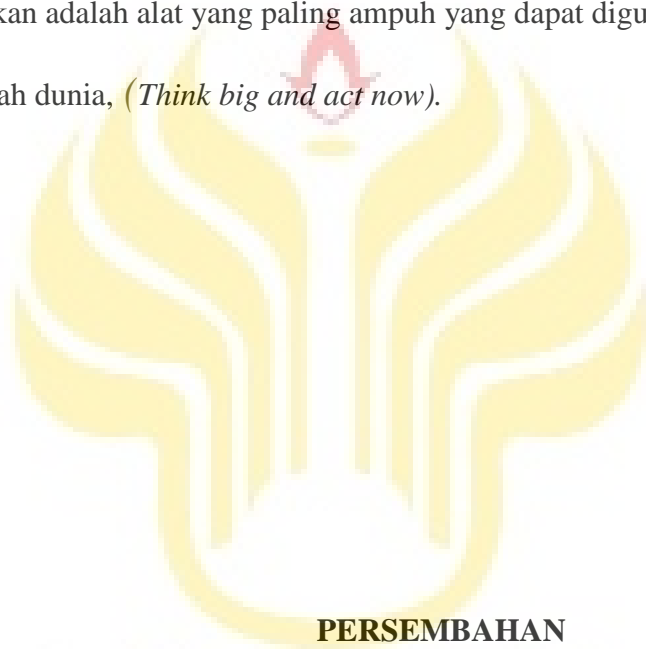 kan adalah alat yang paling ampuh yang dapat digu
ah dunia, (Think big and act now).
PERSEMBAHAN